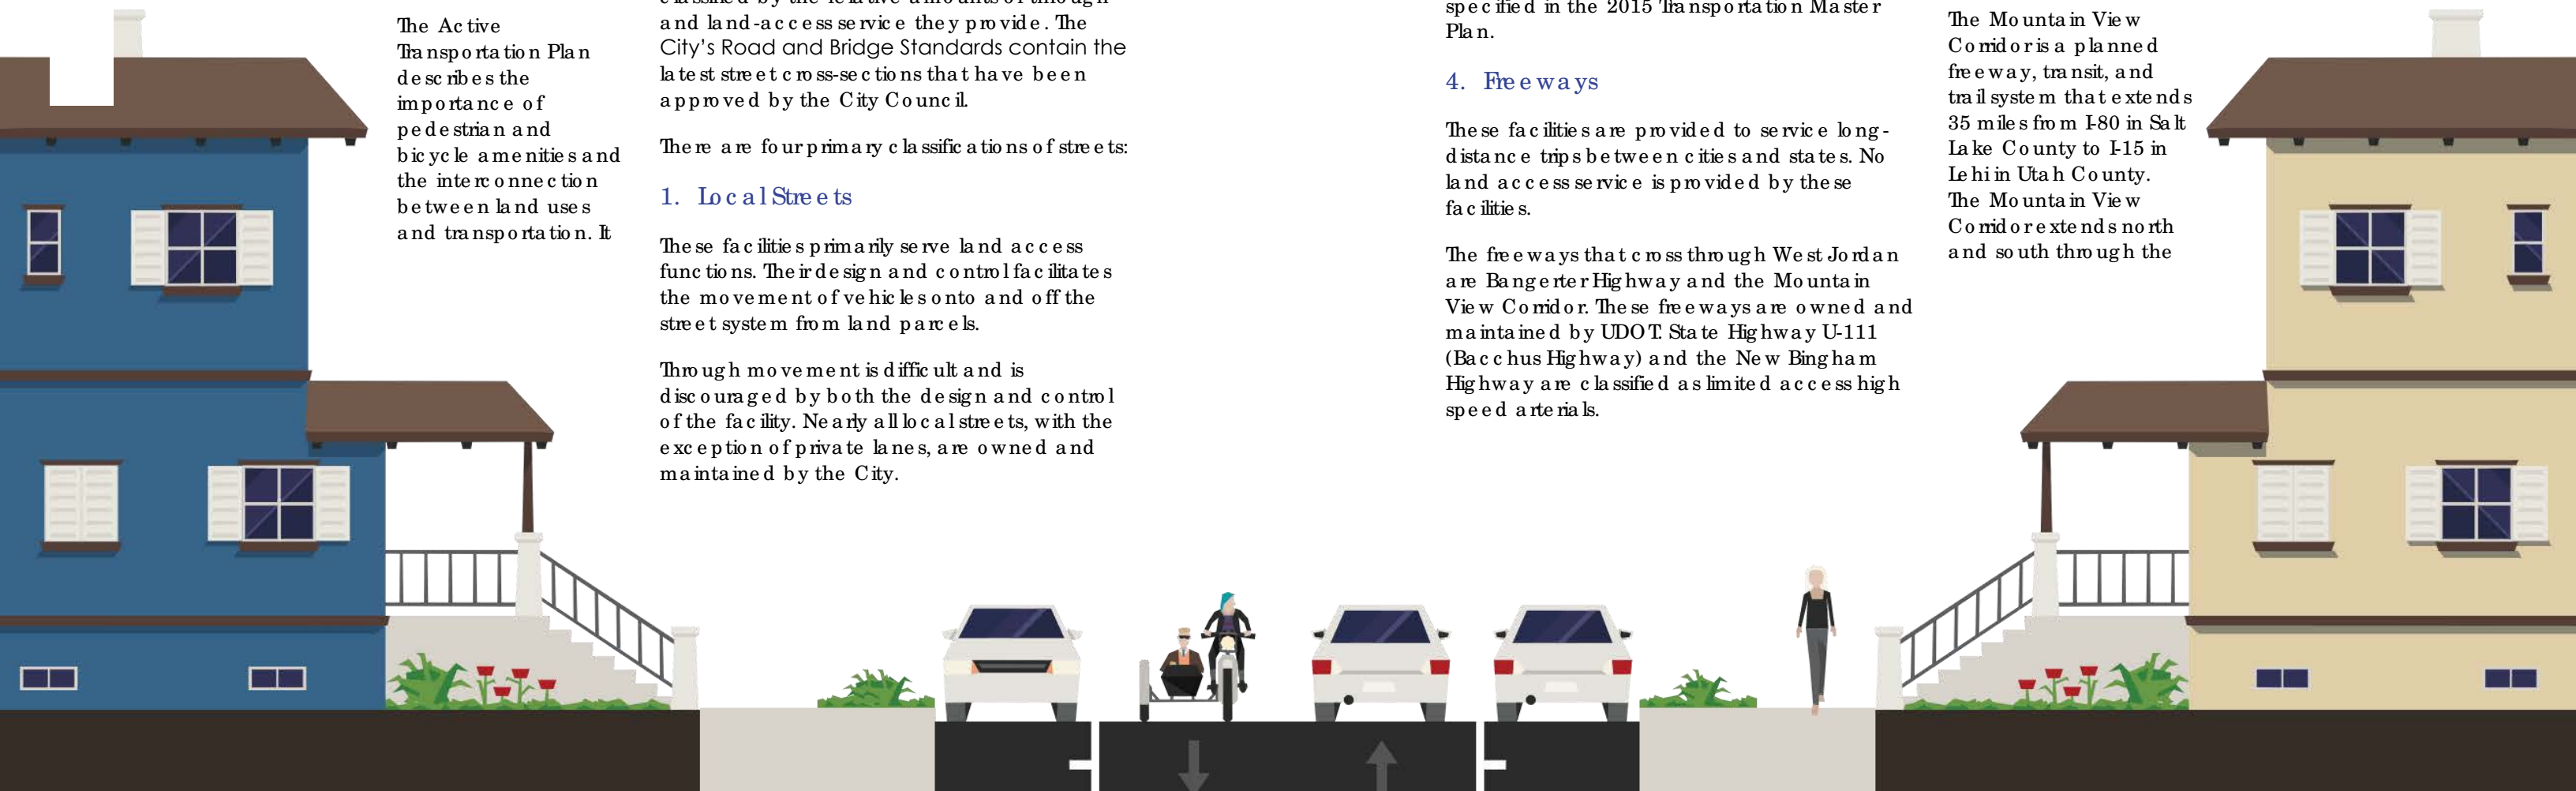 The Active
Transportation Plan
describes the
importance of
pedestrian and
bicycle amenities and
the interconnection
between land uses
and transportation. It
classified by the relative amounts of through
and land-access service they provide. The
City's Road and Bridge Standards contain the
latest street cross-sections that have been
approved by the City Council.
There are four primary classifications of streets:
1. Local Streets
These facilities primarily serve land access
functions. Their design and control facilitates
the movement of vehicles onto and off the
street system from land parcels.
Through movement is difficult and is
discouraged by both the design and control
of the facility. Nearly all local streets, with the
exception of private lanes, are owned and
maintained by the City.
specified in the 2015 Transportation Master
Plan.
4. Freeways
These facilities are provided to service long-
distance trips between cities and states. No
land access service is provided by these
facilities.
The freeways that cross through West Jordan
are Bangerter Highway and the Mountain
View Corridor. These freeways are owned and
maintained by UDOT. State Highway U-111
(Bacchus Highway) and the New Bingham
Highway are classified as limited access high
speed arterials.
The Mountain View
Corridor is a planned
freeway, transit, and
trail system that extends
35 miles from I-80 in Salt
Lake County to I-15 in
Lehi in Utah County.
The Mountain View
Corridor extends north
and south through the